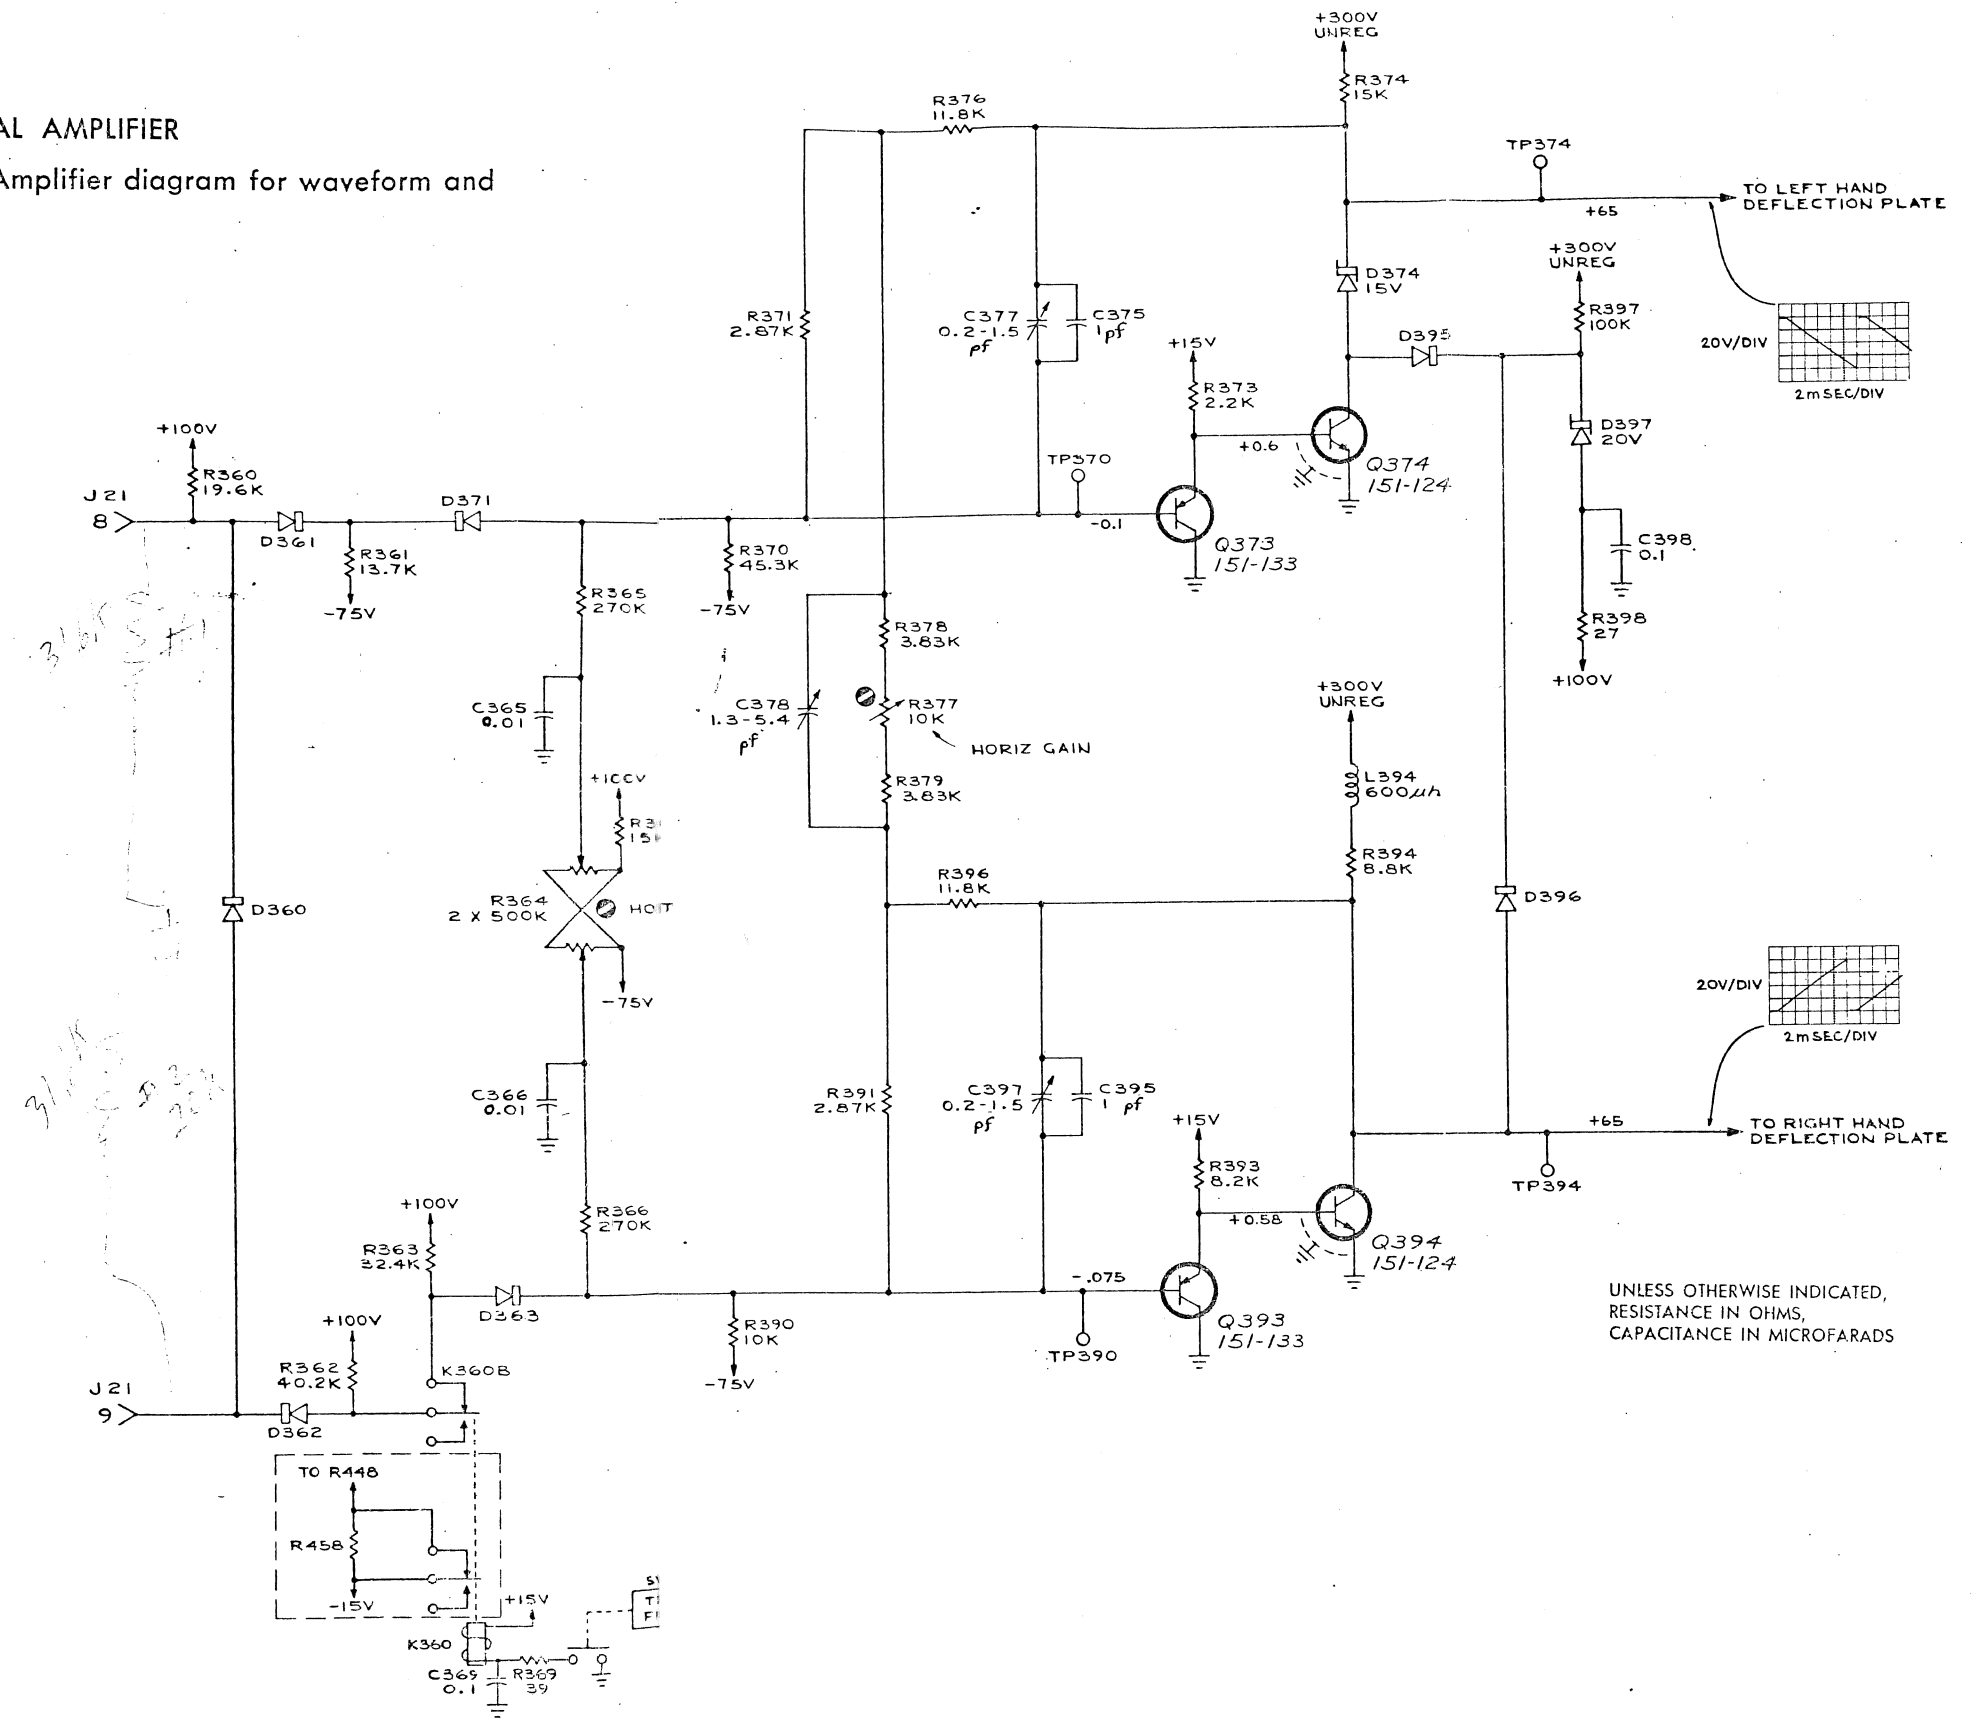 AL AMPLIFIER
Amplifier diagram for waveform and
+300V
UNREG
R374
15K
R376
11.8K
TP374
TO LEFT HAND
DEFLECTION PLATE
+65
+300V
UNREG
D374
15V
R397
100K
R371
2.87K
C377
0.2-1.5
pf
C375
1pf
+15V
D395
20V/DIV
2mSEC/DIV
R373
2.2K
D397
20V
+100V
R360
19.6K
TP370
+0.6
Q374
151-124
J21
8
D371
D361
-0.1
R361
13.7K
R370
45.3K
Q373
151-133
C398
0.1
-75V
R365
270K
-75V
R378
3.83K
R398
27
+100V
C365
0.01
C378
1.3-5.4
pf
R377
10K
HORIZ GAIN
+300V
UNREG
+100V
R379
3.83K
L394
600µh
R3
15K
R394
8.8K
R396
11.8K
D360
R364
2 X 500K
D396
-75V
20V/DIV
2mSEC/DIV
C366
0.01
R391
2.87K
C397
0.2-1.5
pf
C395
1 pf
+15V
+65
TO RIGHT HAND
DEFLECTION PLATE
R393
8.2K
TP394
+100V
R366
270K
+0.58
R363
32.4K
Q394
151-124
-.075
D363
UNLESS OTHERWISE INDICATED,
RESISTANCE IN OHMS,
CAPACITANCE IN MICROFARADS
+100V
R390
10K
Q393
151-133
TP390
R362
40.2K
K360B
-75V
J21
9
D362
TO R448
R458
-15V
+15V
K360
C369
0.1
R369
39